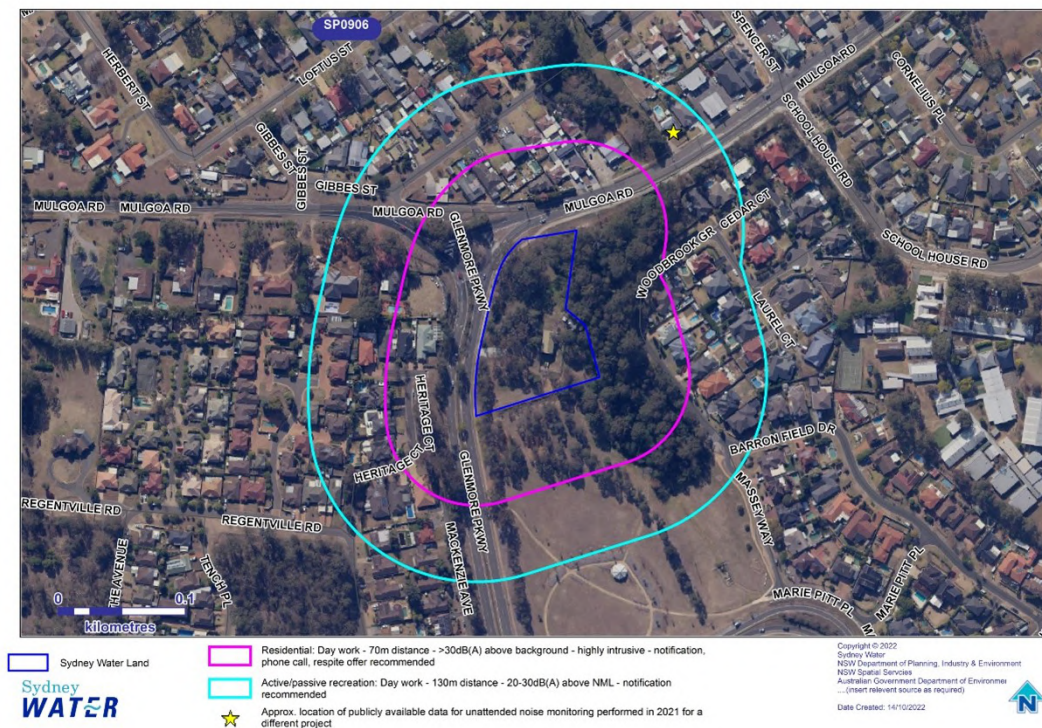 SP0906
HERBERT ST
LOFTUS ST
SPENCER ST
MULGOA RD
CORNELIUS PL
SCHOOL HOUSE RD
GIBBES ST
GIBBES ST
GIBBES ST
MULGOA RD
MULGOA RD
MULGOA RD
MULGOA RD
GLENMORE PKWY
WOODBROOK GR
CEDAR CT
SCHOOL HOUSE RD
LAUREL CT
HERITAGE CT
HERITAGE CT
GLENMORE PKWY
BARRON FIELD DR
MASSEY WAY
REGENTVILLE RD
REGENTVILLE RD
THE AVENUE
TENCH PL
MACKENZIE AVE
MARIE PITT PL
MARIE PITT PL
0
0.1
kilometres
Sydney Water Land
Residential: Day work - 70m distance - >30dB(A) above background - highly intrusive - notification,
phone call, respite offer recommended
Active/passive recreation: Day work - 130m distance - 20-30dB(A) above NML - notification
recommended
Approx. location of publicly available data for unattended noise monitoring performed in 2021 for a
different project
Sydney
WATER
Copyright © 2022
Sydney Water
NSW Department of Planning, Industry & Environment
NSW Spatial Services
Australian Government Department of Environmer
....(insert relevant source as required)
Date Created: 14/10/2022
N